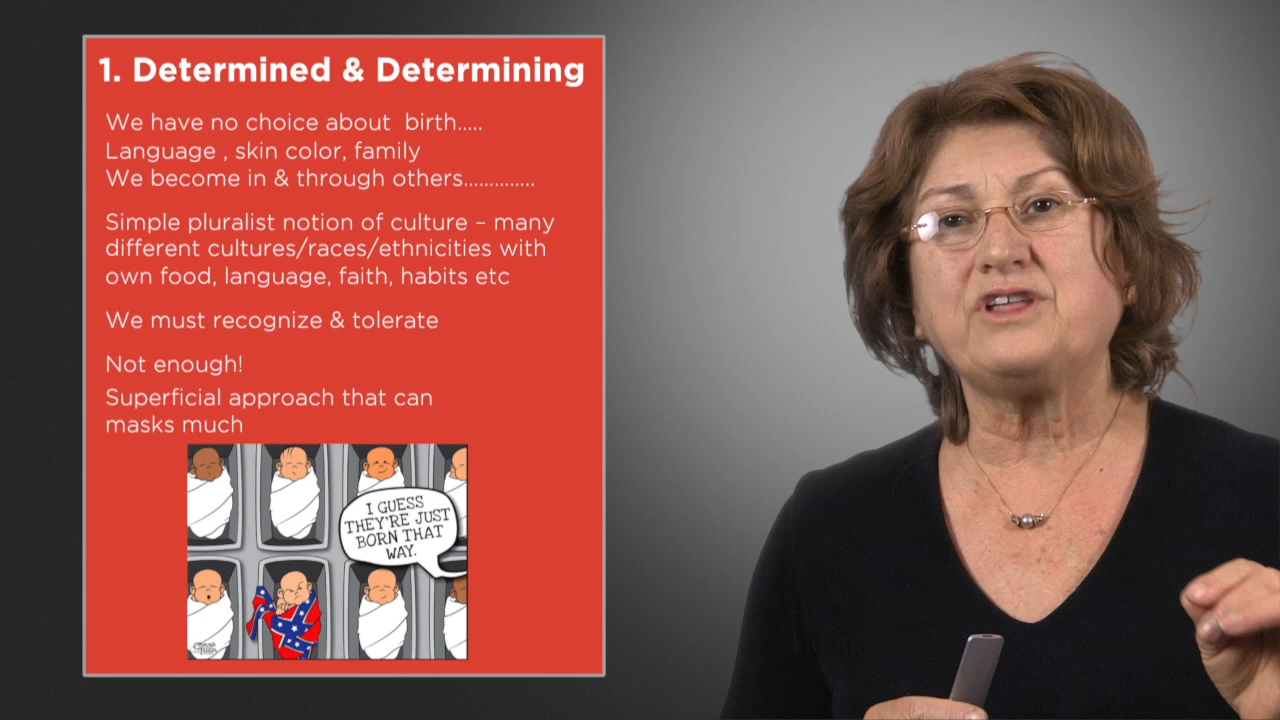 1. Determined & Determining
We have no choice about birth.....
Language , skin color, family
We become in & through others..............
Simple pluralist notion of culture – many
different cultures/races/ethnicities with
own food, language, faith, habits etc
We must recognize & tolerate
Not enough!
Superficial approach that can
masks much
I GUESS
THEY'RE JUST
BORN THAT
WAY.